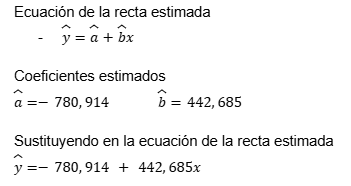 Ecuación de la recta estimada
- ŷ = â + b̂x
Coeficientes estimados
â =− 780,914 b̂ = 442,685
Sustituyendo en la ecuación de la recta estimada
ŷ =− 780,914 + 442,685x